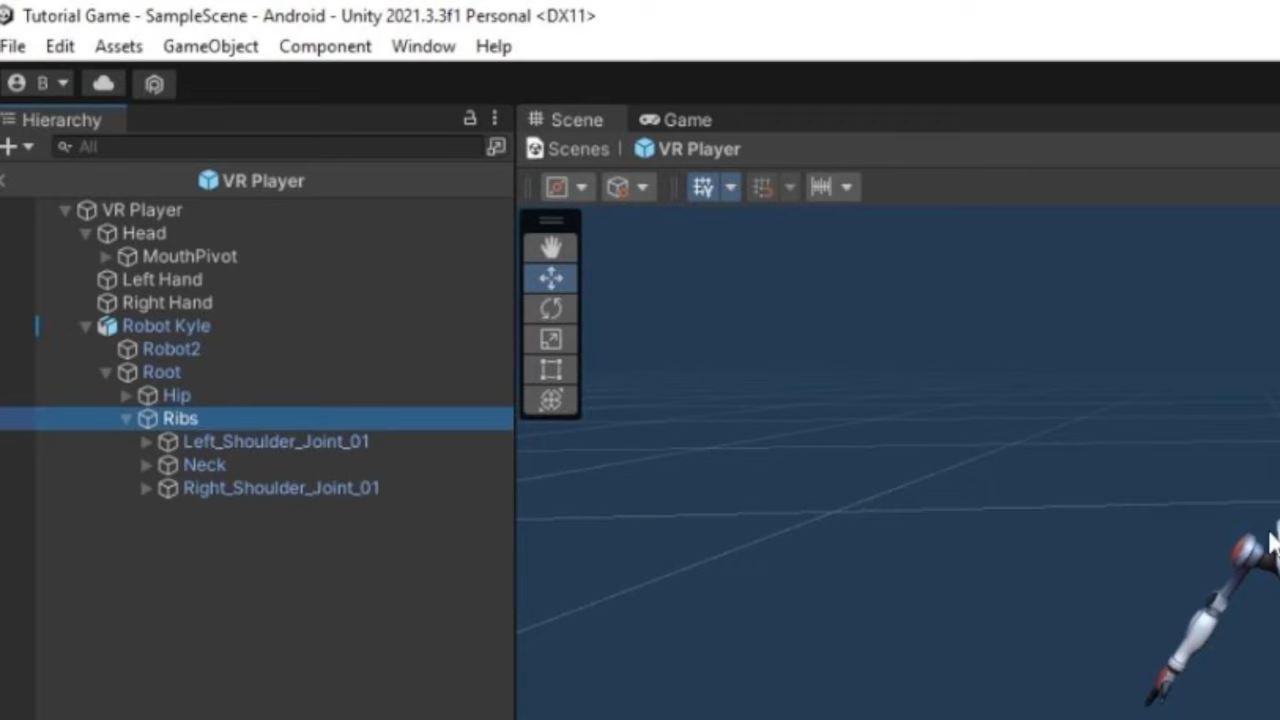 Tutorial Game - SampleScene - Android - Unity 2021.3.3f1 Personal <DX11>
File Edit Assets GameObject Component Window Help
B
Hierarchy
All
VR Player
VR Player
Head
MouthPivot
Left Hand
Right Hand
Robot Kyle
Robot2
Root
Hip
Ribs
Left_Shoulder_Joint_01
Neck
Right_Shoulder_Joint_01
Scene Game
Scenes | VR Player